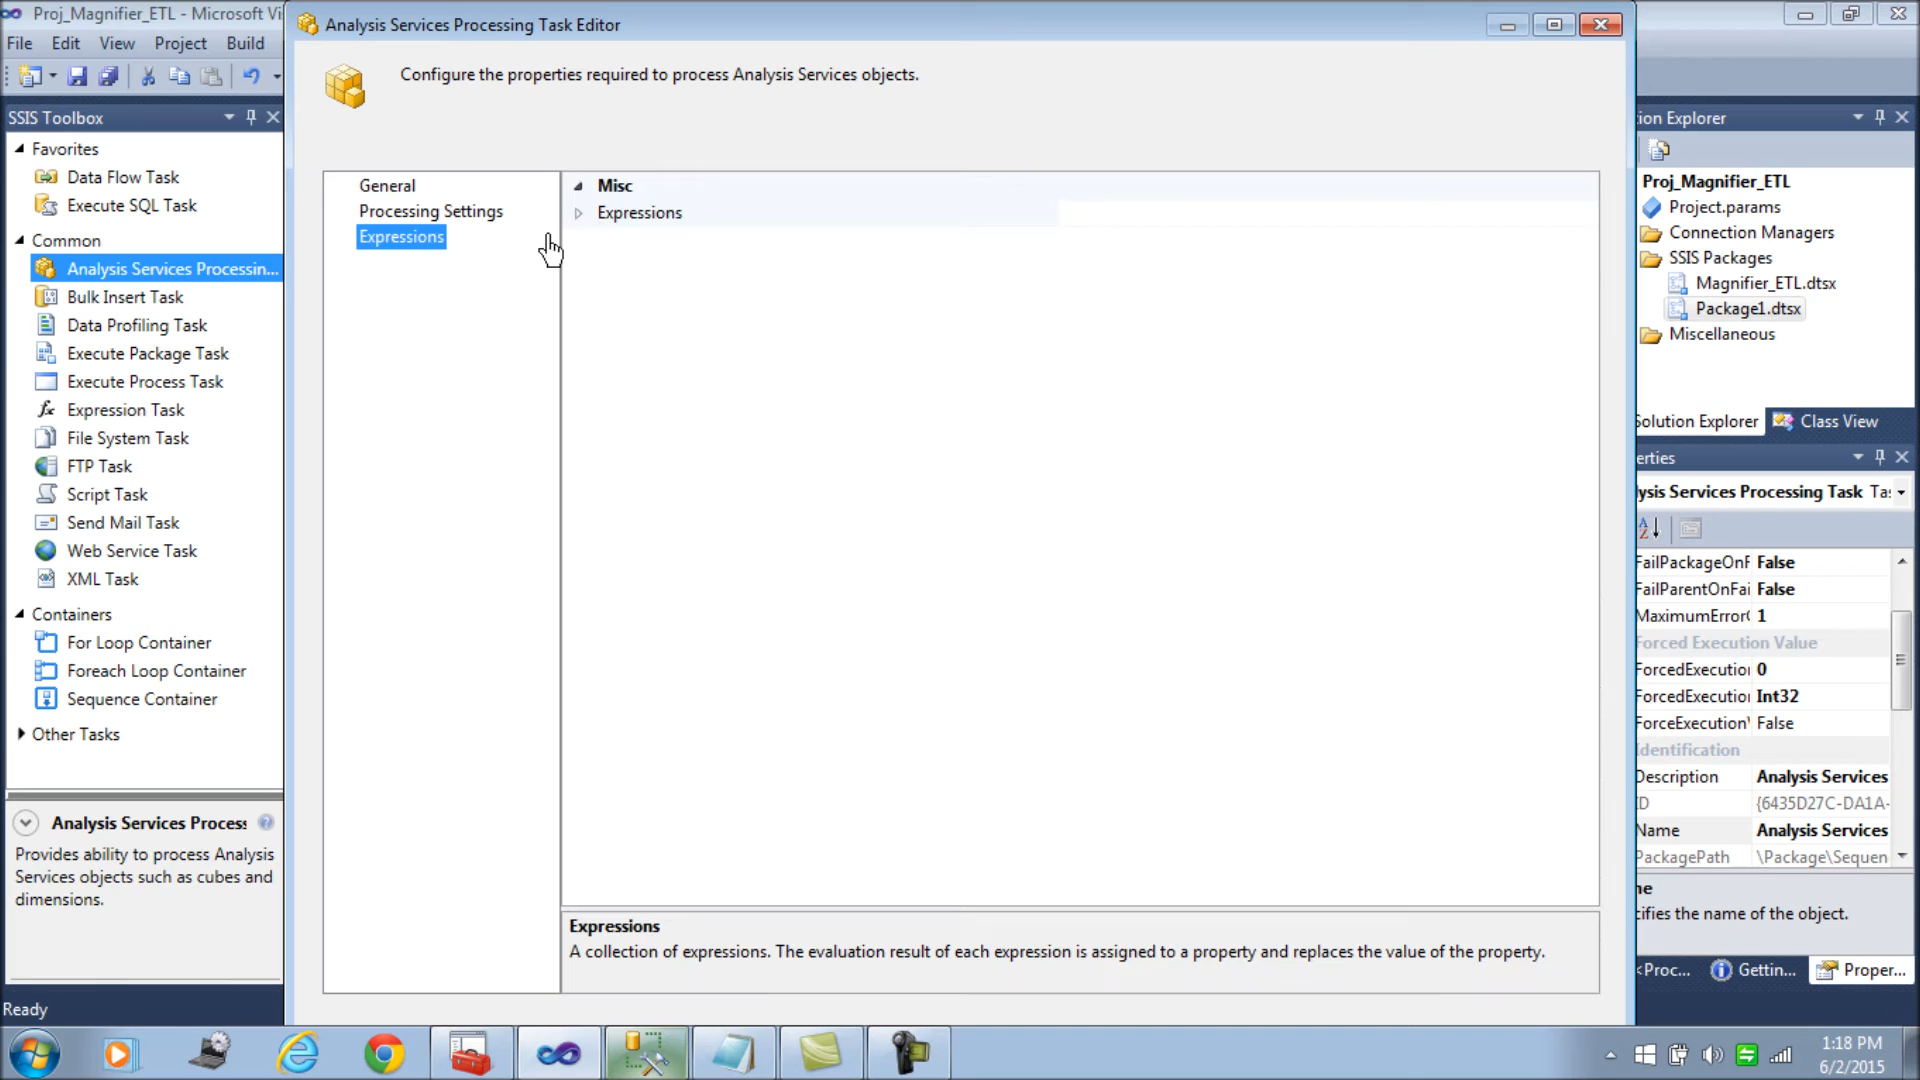 Proj_Magnifier_ETL - Microsoft Vi
Analysis Services Processing Task Editor
File Edit View Project Build
Configure the properties required to process Analysis Services objects.
SSIS Toolbox
Favorites
Data Flow Task
Execute SQL Task
Common
Analysis Services Processin...
Bulk Insert Task
Data Profiling Task
Execute Package Task
Execute Process Task
Expression Task
File System Task
FTP Task
Script Task
Send Mail Task
Web Service Task
XML Task
Containers
For Loop Container
Foreach Loop Container
Sequence Container
Other Tasks
Analysis Services Process
Provides ability to process Analysis
Services objects such as cubes and
dimensions.
Ready
General
Processing Settings
Expressions
Misc
Expressions
Expressions
A collection of expressions. The evaluation result of each expression is assigned to a property and replaces the value of the property.
ion Explorer
Proj_Magnifier_ETL
Project.params
Connection Managers
SSIS Packages
Magnifier_ETL.dtsx
Package1.dtsx
Miscellaneous
Solution Explorer Class View
erties
lysis Services Processing Task Ta
FailPackageOnF False
FailParentOnFai False
MaximumError( 1
Forced Execution Value
ForcedExecution 0
ForcedExecution Int32
ForceExecution' False
Identification
Description Analysis Services
ID {6435D27C-DA1A-
Name Analysis Services
PackagePath \Package\Sequen
ne
cifies the name of the object.
<Proc... Gettin... Proper...
1:18 PM
6/2/2015